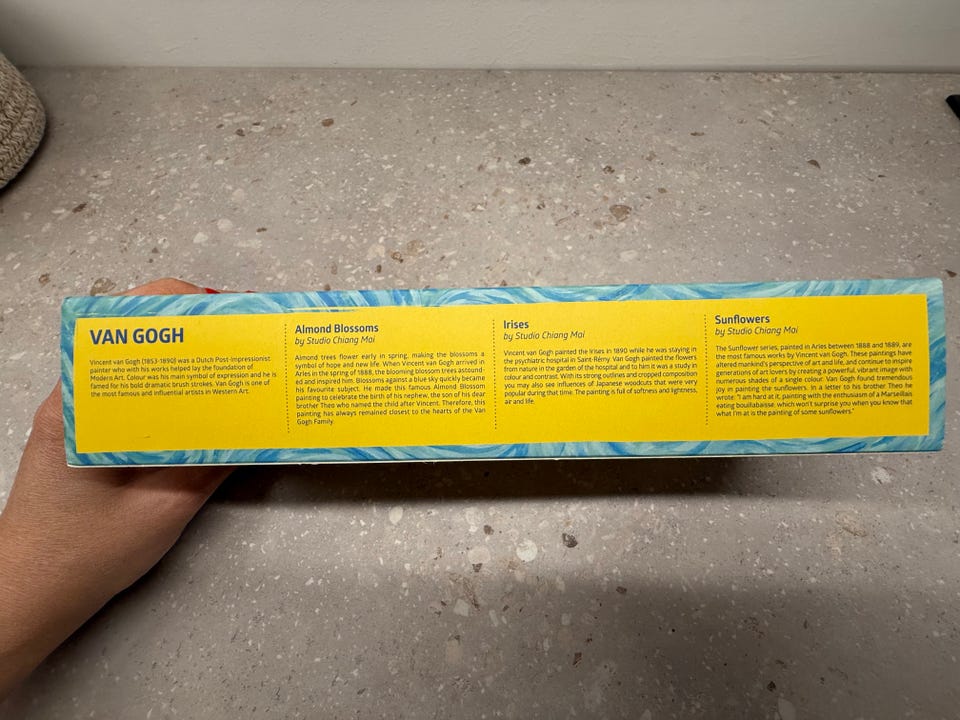 VAN GOGH
Vincent van Gogh (1853-1890) was a Dutch Post-Impressionist
painter who with his works helped lay the foundation of
Modern Art. Colour was his main symbol of expression and he is
famed for his bold dramatic brush strokes. Van Gogh is one of
the most famous and influential artists in Western Art.
Almond Blossoms
by Studio Chiang Mai
Almond trees flower early in spring, making the blossoms a
symbol of hope and new life. When Vincent van Gogh arrived in
Arles in the spring of 1888, the blooming blossom trees astound-
ed and inspired him. Blossoms against a blue sky quickly became
his favourite subject. He made this famous Almond Blossom
painting to celebrate the birth of his nephew, the son of his dear
brother Theo who named the child after Vincent. Therefore, this
painting has always remained closest to the hearts of the Van
Gogh Family.
Irises
by Studio Chiang Mai
Vincent van Gogh painted the Irises in 1890 while he was staying in
the psychiatric hospital in Saint-Rémy. Van Gogh painted the flowers
from nature in the garden of the hospital and to him it was a study in
colour and contrast. With its strong outlines and cropped composition
you may also see influences of Japanese woodcuts that were very
popular during that time. The painting is full of softness and lightness,
air and life.
Sunflowers
by Studio Chiang Mai
The Sunflower series, painted in Arles between 1888 and 1889, are
the most famous works by Vincent van Gogh. These paintings have
altered mankind's perspective of art and life, and continue to inspire
generations of art lovers by creating a powerful, vibrant image with
numerous shades of a single colour. Van Gogh found tremendous
joy in painting the sunflowers. In a letter to his brother Theo he
wrote: "I am hard at it, painting with the enthusiasm of a Marseillais
eating bouillabaisse, which won't surprise you when you know that
what I'm at is the painting of some sunflowers."